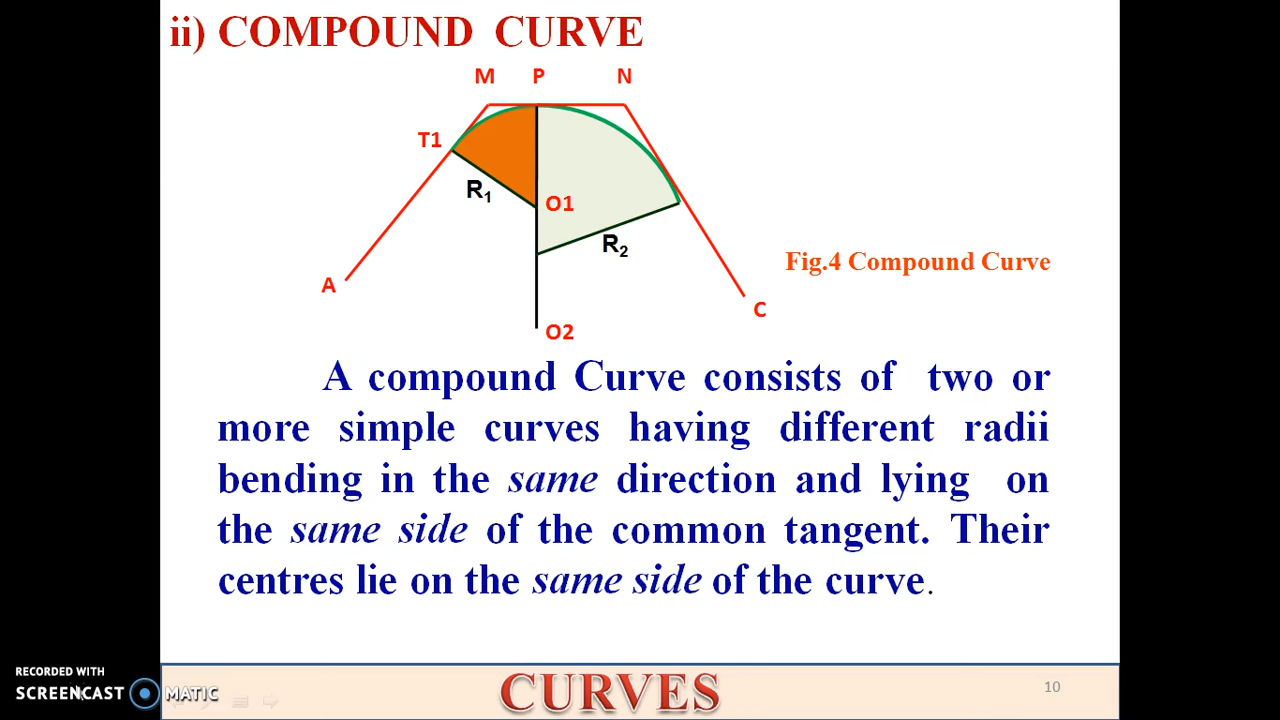 ii) COMPOUND CURVE
M P N
T1
R1
O1
R2
Fig.4 Compound Curve
A
C
O2
A compound Curve consists of two or
more simple curves having different radii
bending in the same direction and lying on
the same side of the common tangent. Their
centres lie on the same side of the curve.
RECORDED WITH
SCREENCAST MATIC
CURVES
10